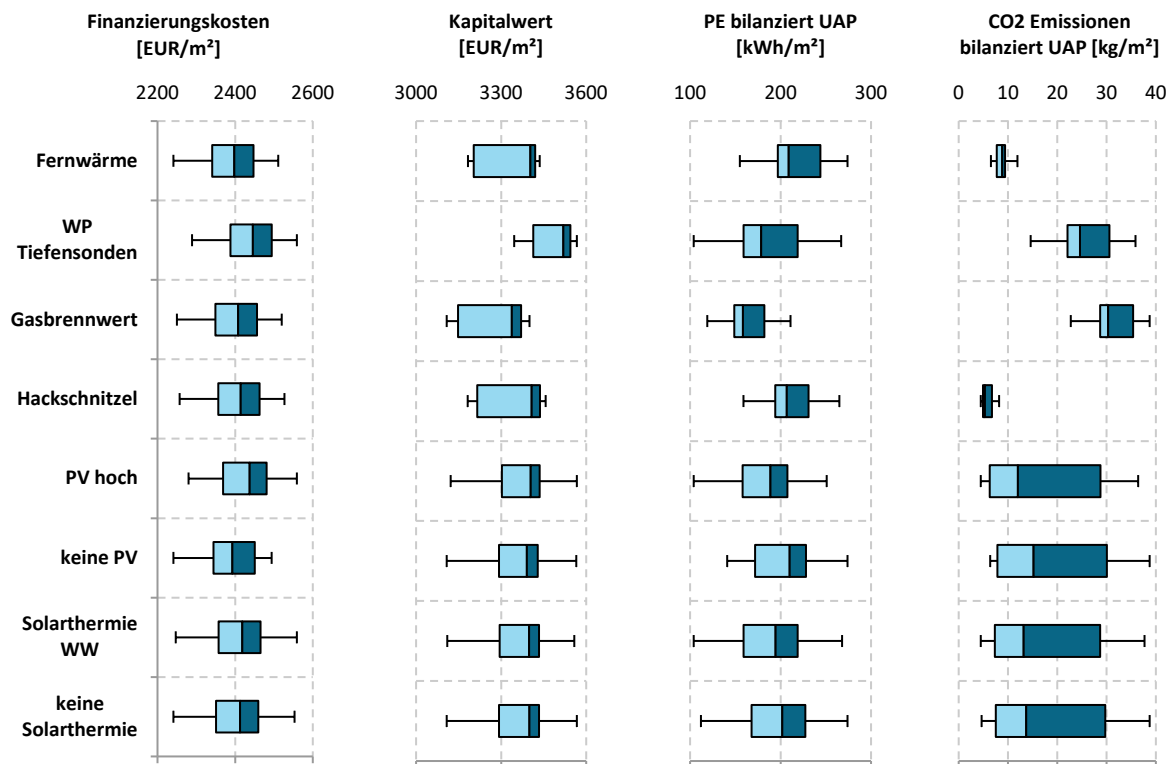 Finanzierungskosten
[EUR/m²]
Kapitalwert
[EUR/m²]
PE bilanziert UAP
[kWh/m²]
CO2 Emissionen
bilanziert UAP [kg/m²]
2200 2400 2600
3000 3300 3600
100 200 300
0 10 20 30 40
Fernwärme
WP
Tiefensonden
Gasbrennwert
Hackschnitzel
PV hoch
keine PV
Solarthermie
WW
keine
Solarthermie